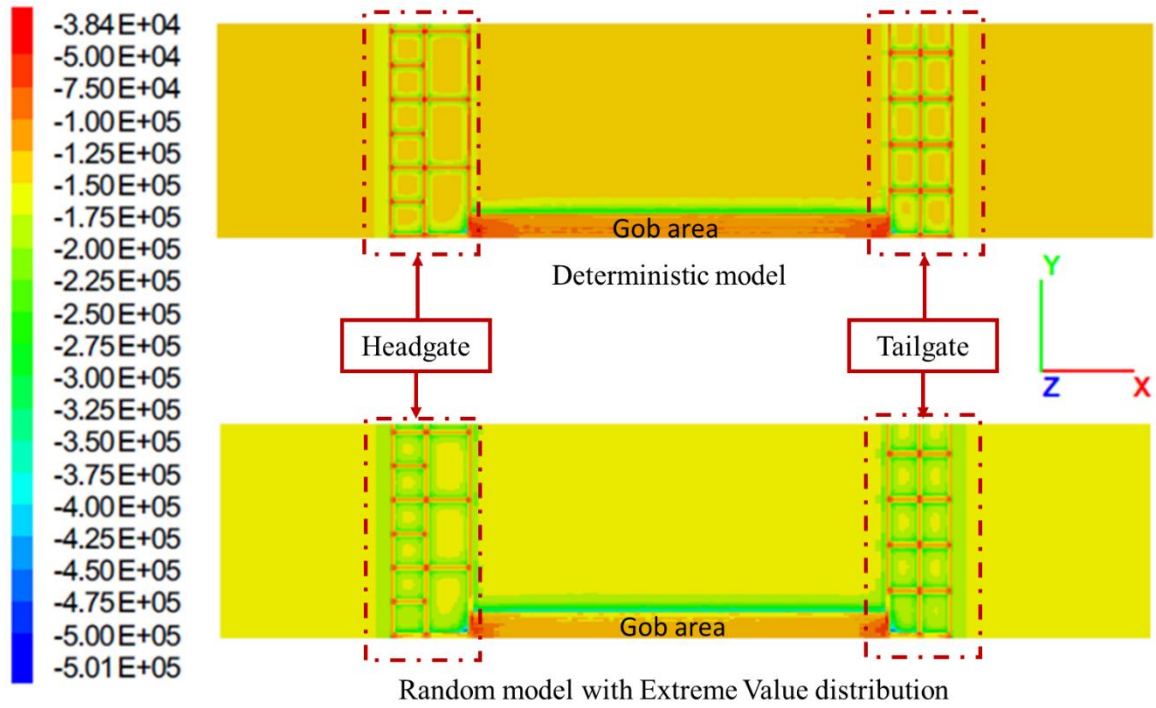 -3.84E+04
-5.00E+04
-7.50E+04
-1.00E+05
-1.25E+05
-1.50E+05
-1.75E+05
-2.00E+05
-2.25E+05
-2.50E+05
-2.75E+05
-3.00E+05
-3.25E+05
-3.50E+05
-3.75E+05
-4.00E+05
-4.25E+05
-4.50E+05
-4.75E+05
-5.00E+05
-5.01E+05
Gob area
Deterministic model
Headgate
Tailgate
Y
Z X
Gob area
Random model with Extreme Value distribution